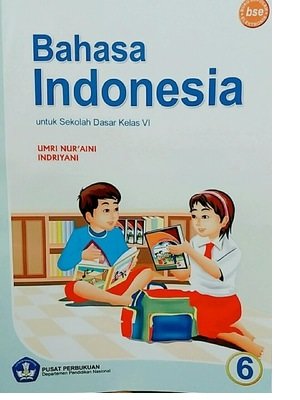 bse
Bahasa
Indonesia
untuk Sekolah Dasar Kelas VI
UMRI NUR'AINI
INDRIYANI
6
PUSAT PERBUKUAN
Departemen Pendidikan Nasional